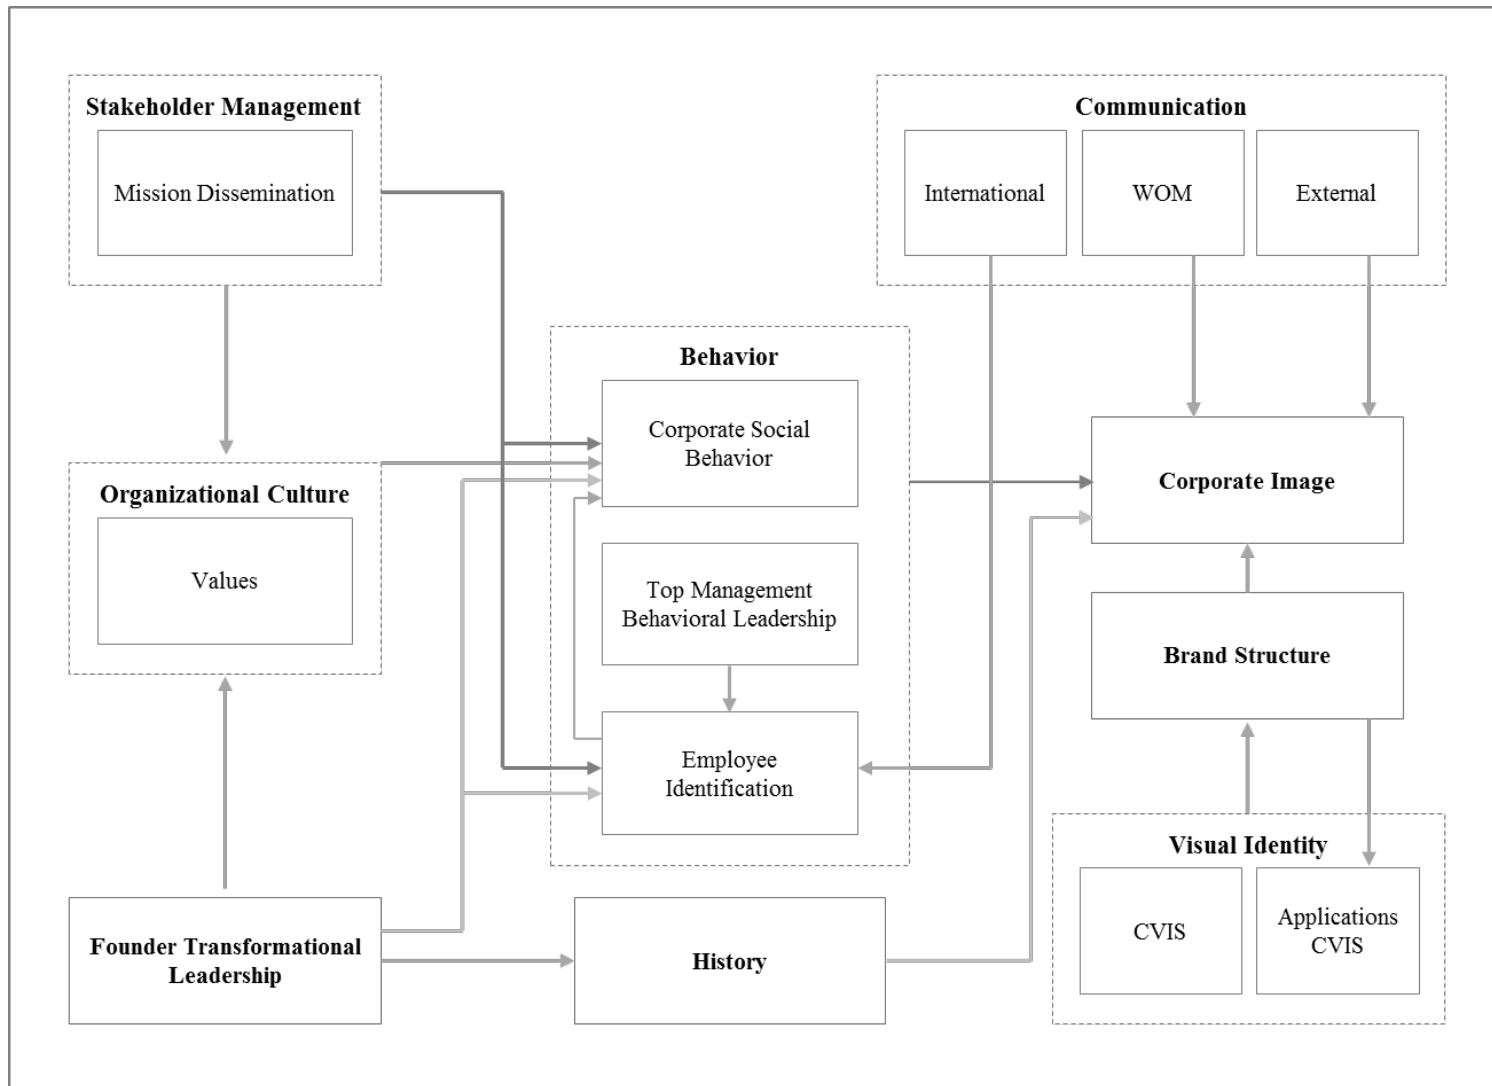 Stakeholder Management
Mission Dissemination
Communication
International
WOM
External
Behavior
Corporate Social
Behavior
Top Management
Behavioral Leadership
Employee
Identification
Organizational Culture
Values
Corporate Image
Brand Structure
Visual Identity
CVIS
Applications
CVIS
Founder Transformational
Leadership
History